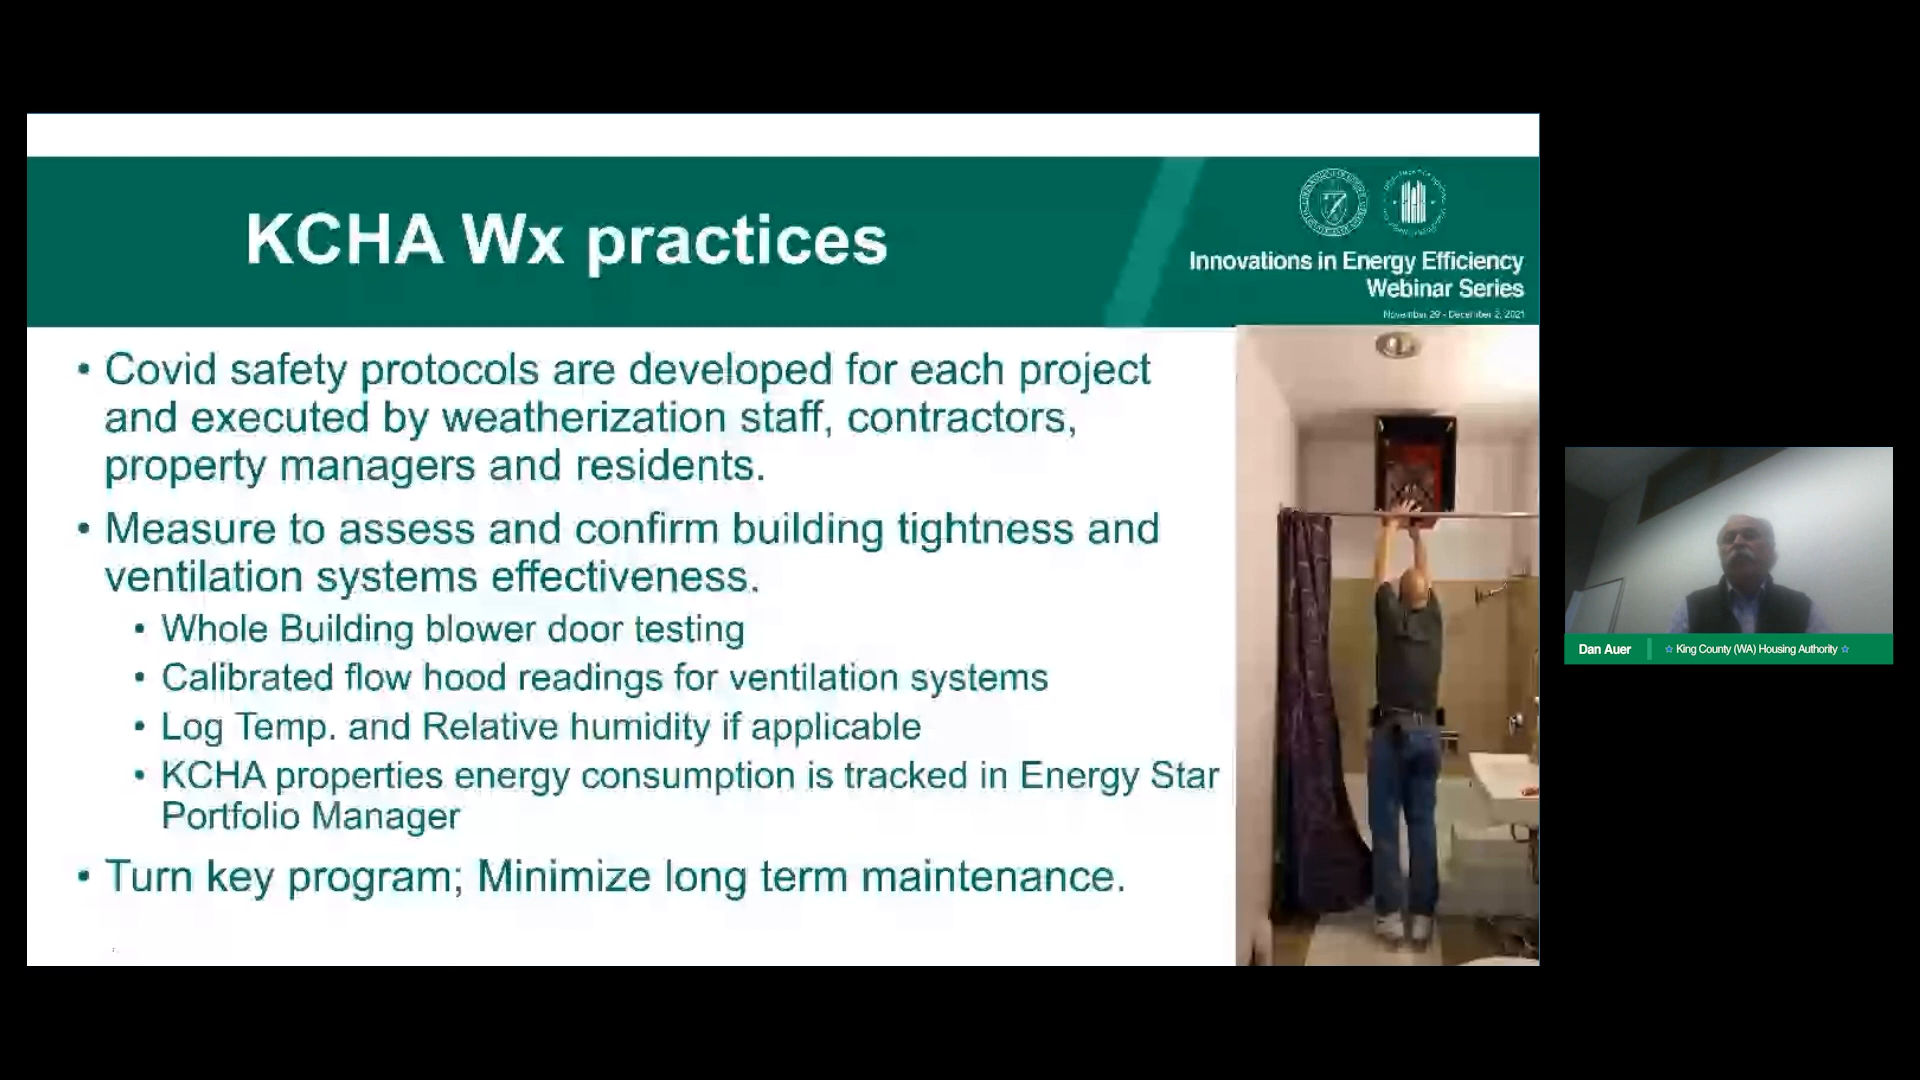 KCHA Wx practices
Innovations in Energy Efficiency
Webinar Series
November 29 - December 2, 2021
• Covid safety protocols are developed for each project
and executed by weatherization staff, contractors,
property managers and residents.
• Measure to assess and confirm building tightness and
ventilation systems effectiveness.
• Whole Building blower door testing
• Calibrated flow hood readings for ventilation systems
• Log Temp. and Relative humidity if applicable
• KCHA properties energy consumption is tracked in Energy Star
Portfolio Manager
• Turn key program; Minimize long term maintenance.
Dan Auer
☆ King County (WA) Housing Authority ☆